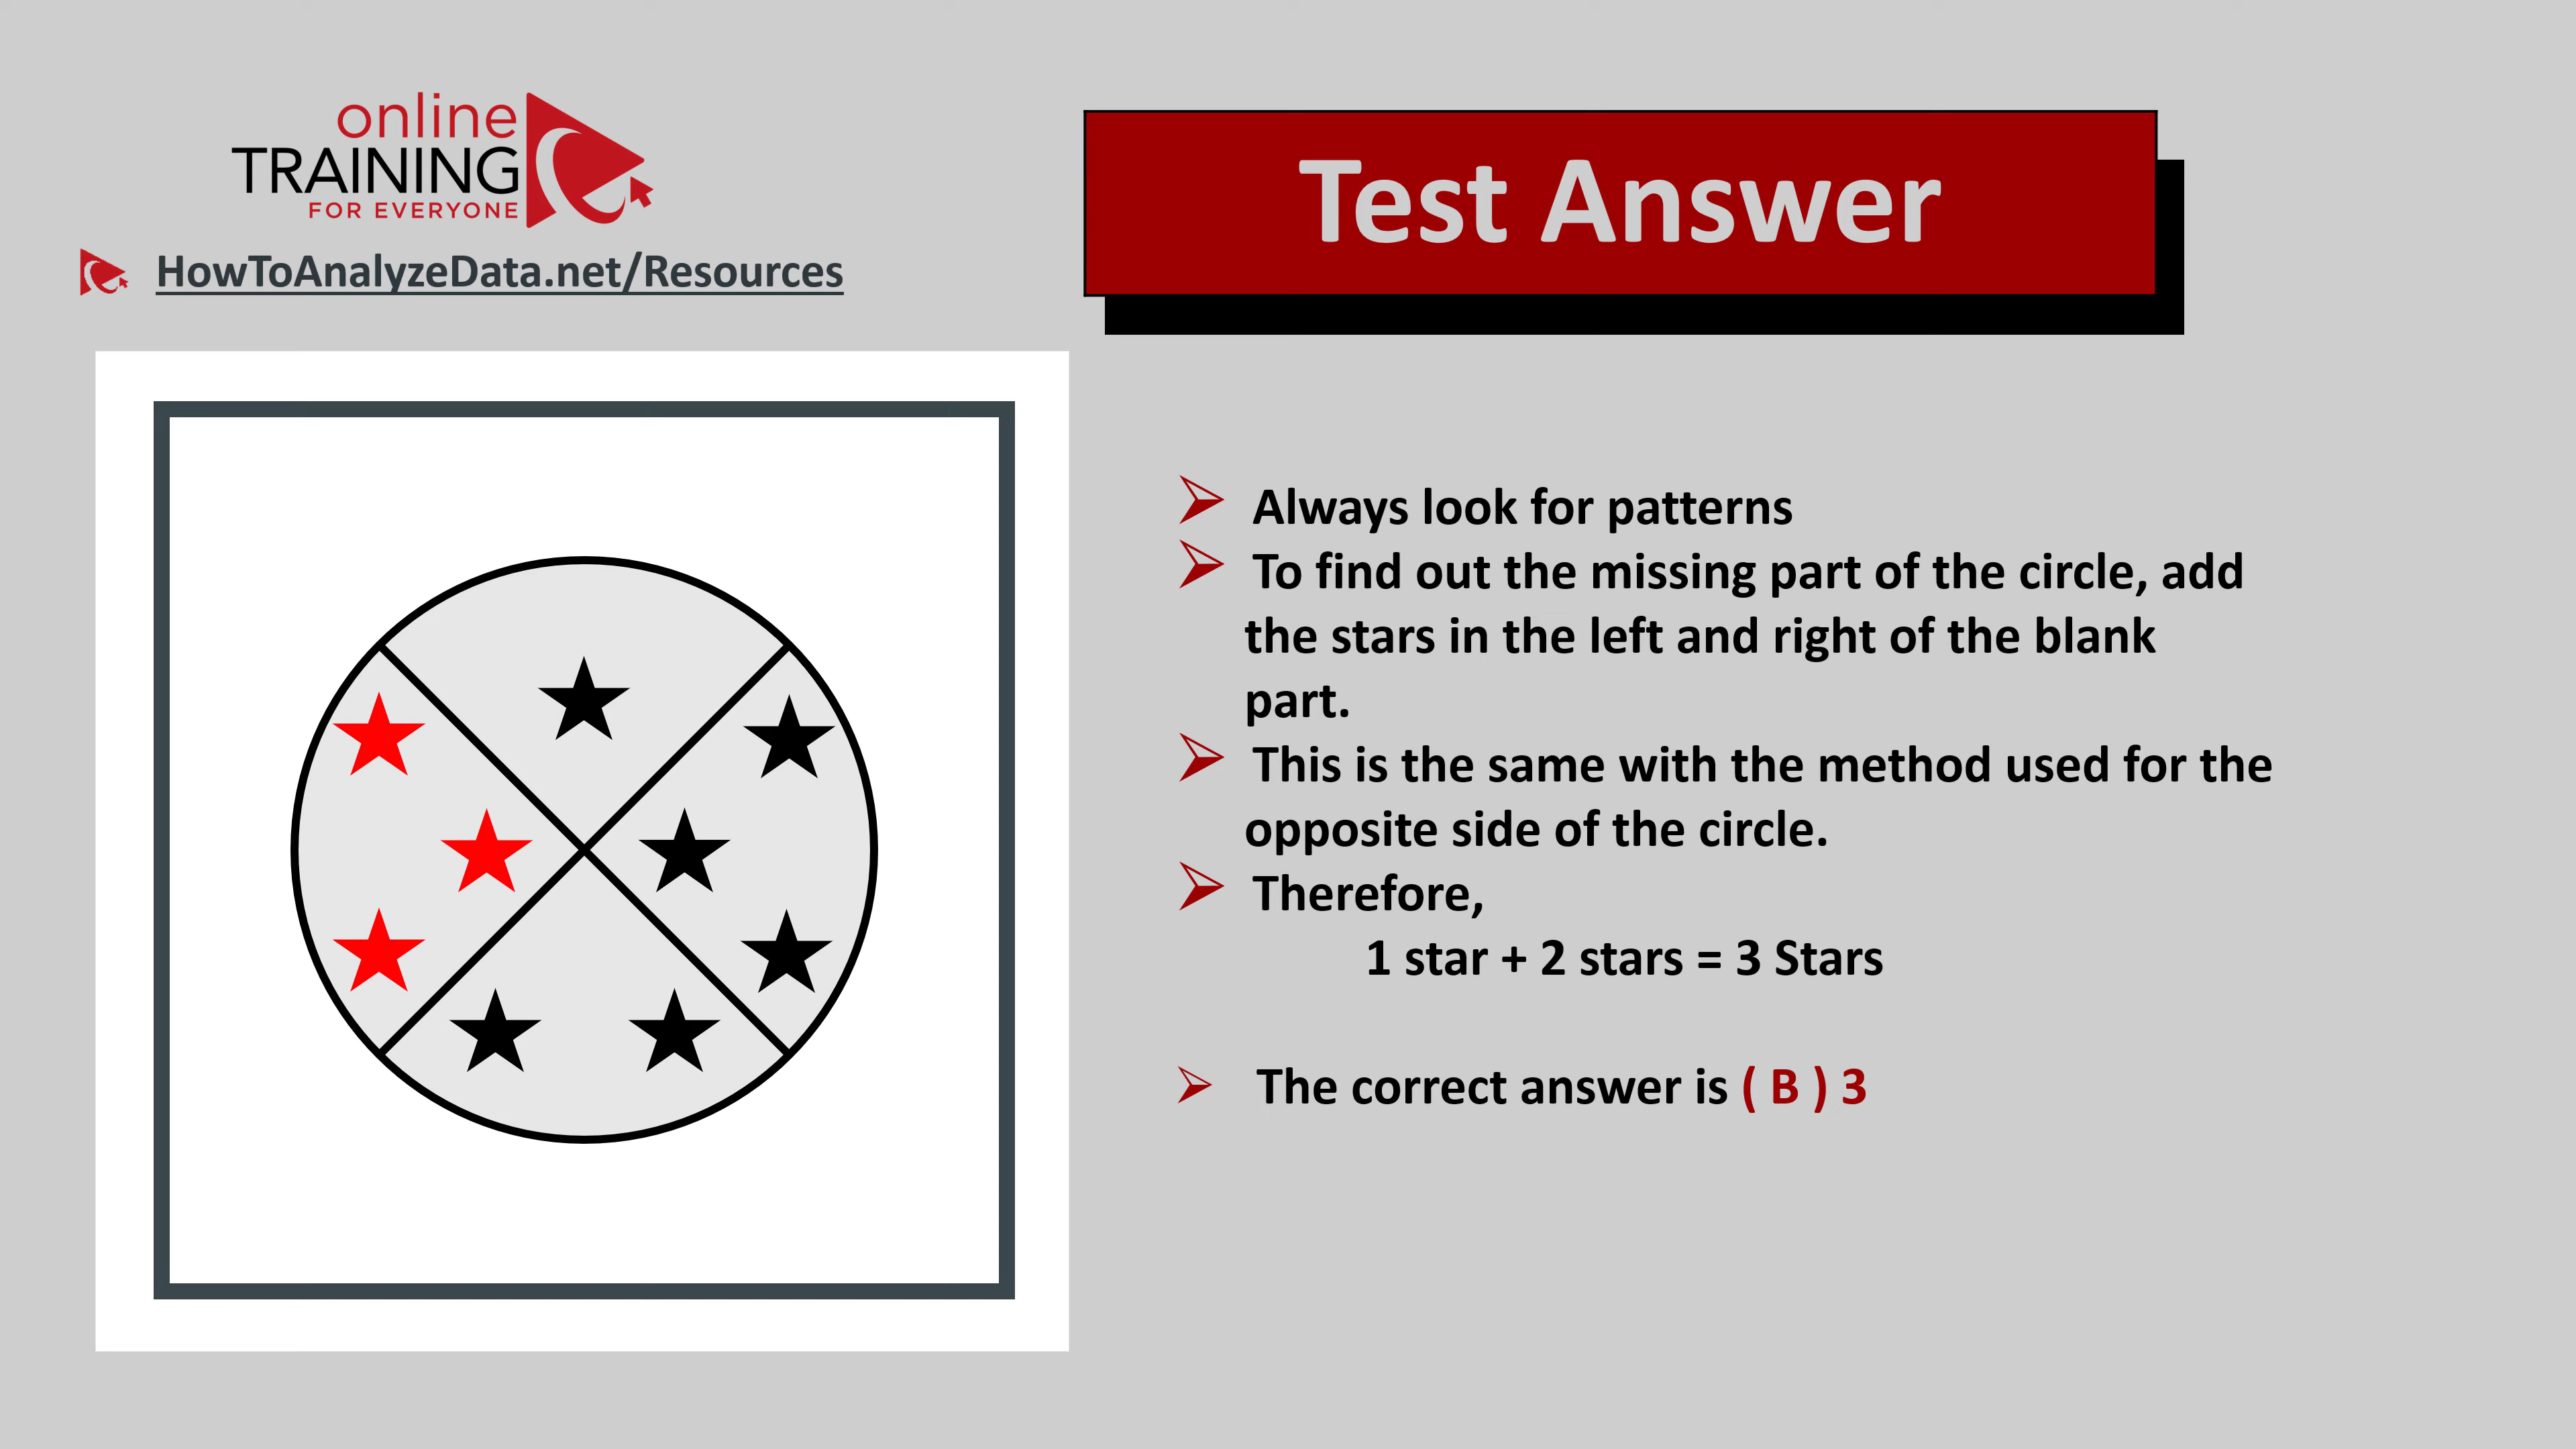 online
TRAINING
FOR EVERYONE
HowToAnalyzeData.net/Resources
Test Answer
Always look for patterns
To find out the missing part of the circle, add
the stars in the left and right of the blank
part.
This is the same with the method used for the
opposite side of the circle.
Therefore,
1 star + 2 stars = 3 Stars
The correct answer is ( B ) 3